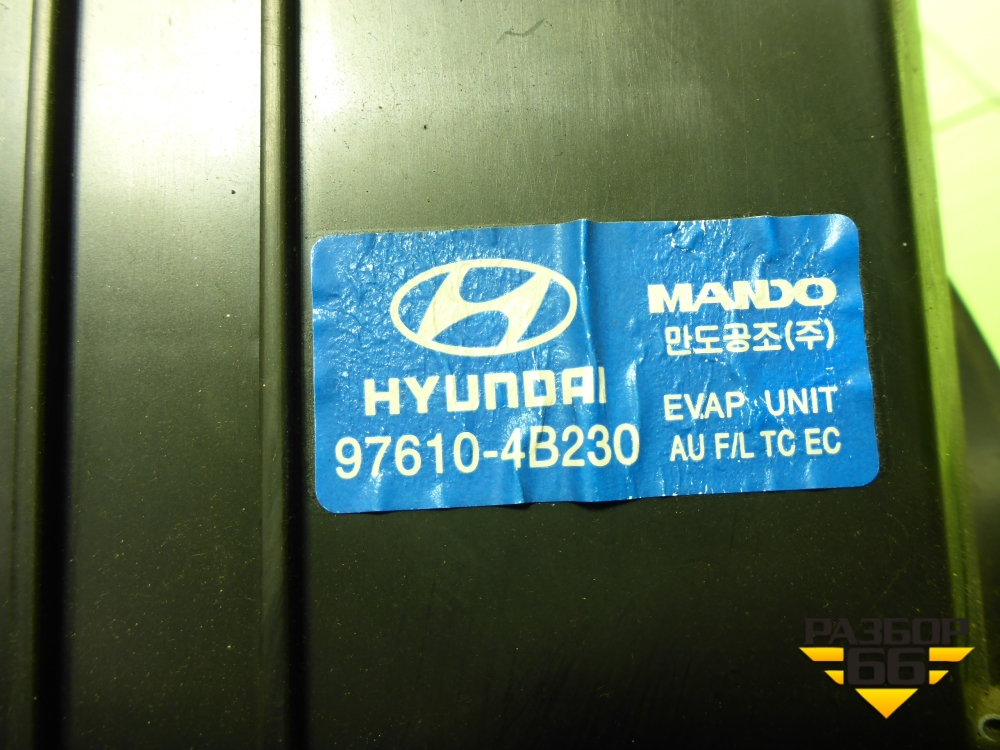 HYUNDAI
97610-4B230
MANDO
만도공조(주)
EVAP UNIT
AU F/L TC EC
РАЗБОР
66